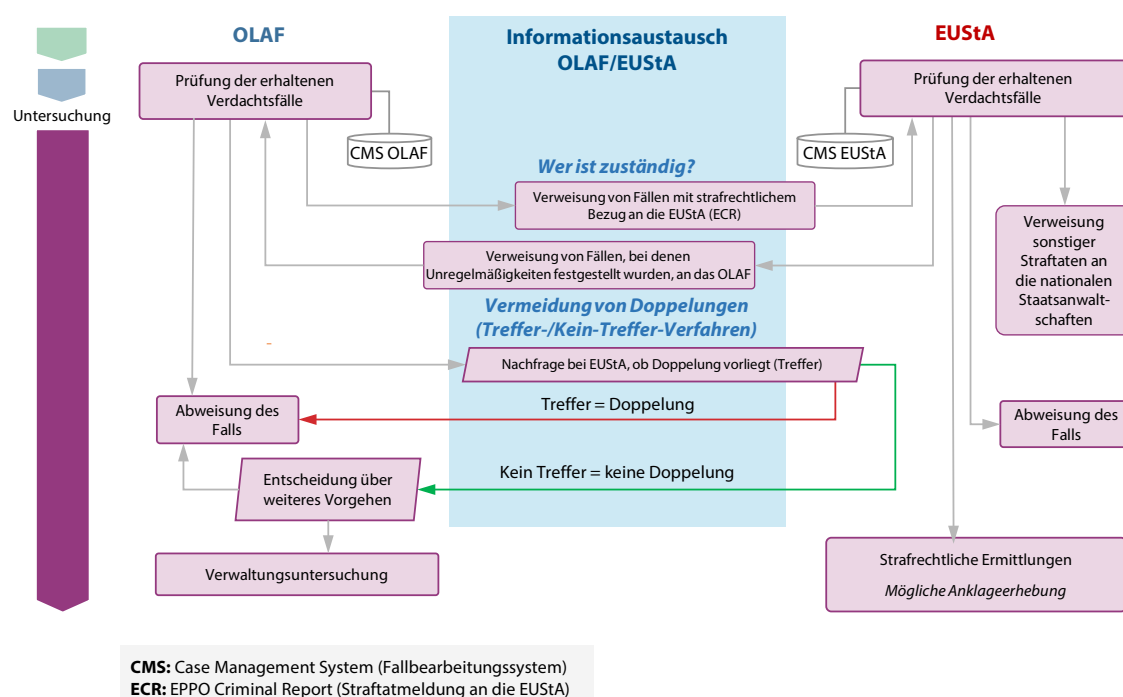 OLAF
Informationsaustausch
OLAF/EUStA
EUStA
Untersuchung
Prüfung der erhaltenen
Verdachtsfälle
CMS OLAF
Prüfung der erhaltenen
Verdachtsfälle
CMS EUStA
Wer ist zuständig?
Verweisung von Fällen mit strafrechtlichem
Bezug an die EUStA (ECR)
Verweisung von Fällen, bei denen
Unregelmäßigkeiten festgestellt wurden, an das OLAF
Verweisung
sonstiger
Straftaten an
die nationalen
Staatsanwalt-
schaften
Vermeidung von Doppelungen
(Treffer-/Kein-Treffer-Verfahren)
Nachfrage bei EUStA, ob Doppelung vorliegt (Treffer)
Abweisung des
Falls
Treffer = Doppelung
Abweisung des
Falls
Entscheidung über
weiteres Vorgehen
Kein Treffer = keine Doppelung
Verwaltungsuntersuchung
Strafrechtliche Ermittlungen
Mögliche Anklageerhebung
CMS: Case Management System (Fallbearbeitungssystem)
ECR: EPPO Criminal Report (Straftatmeldung an die EUStA)